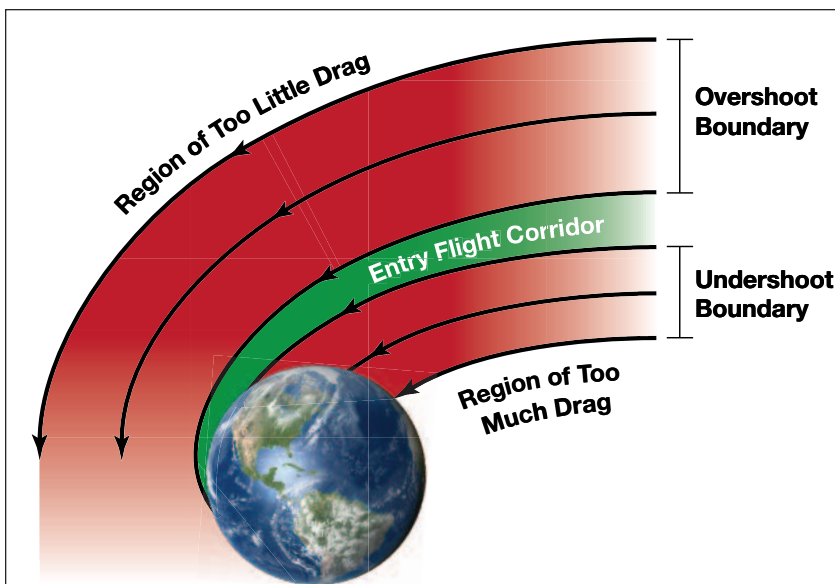 Region of Too Little Drag
Overshoot
Boundary
Entry Flight Corridor
Undershoot
Boundary
Region of Too
Much Drag